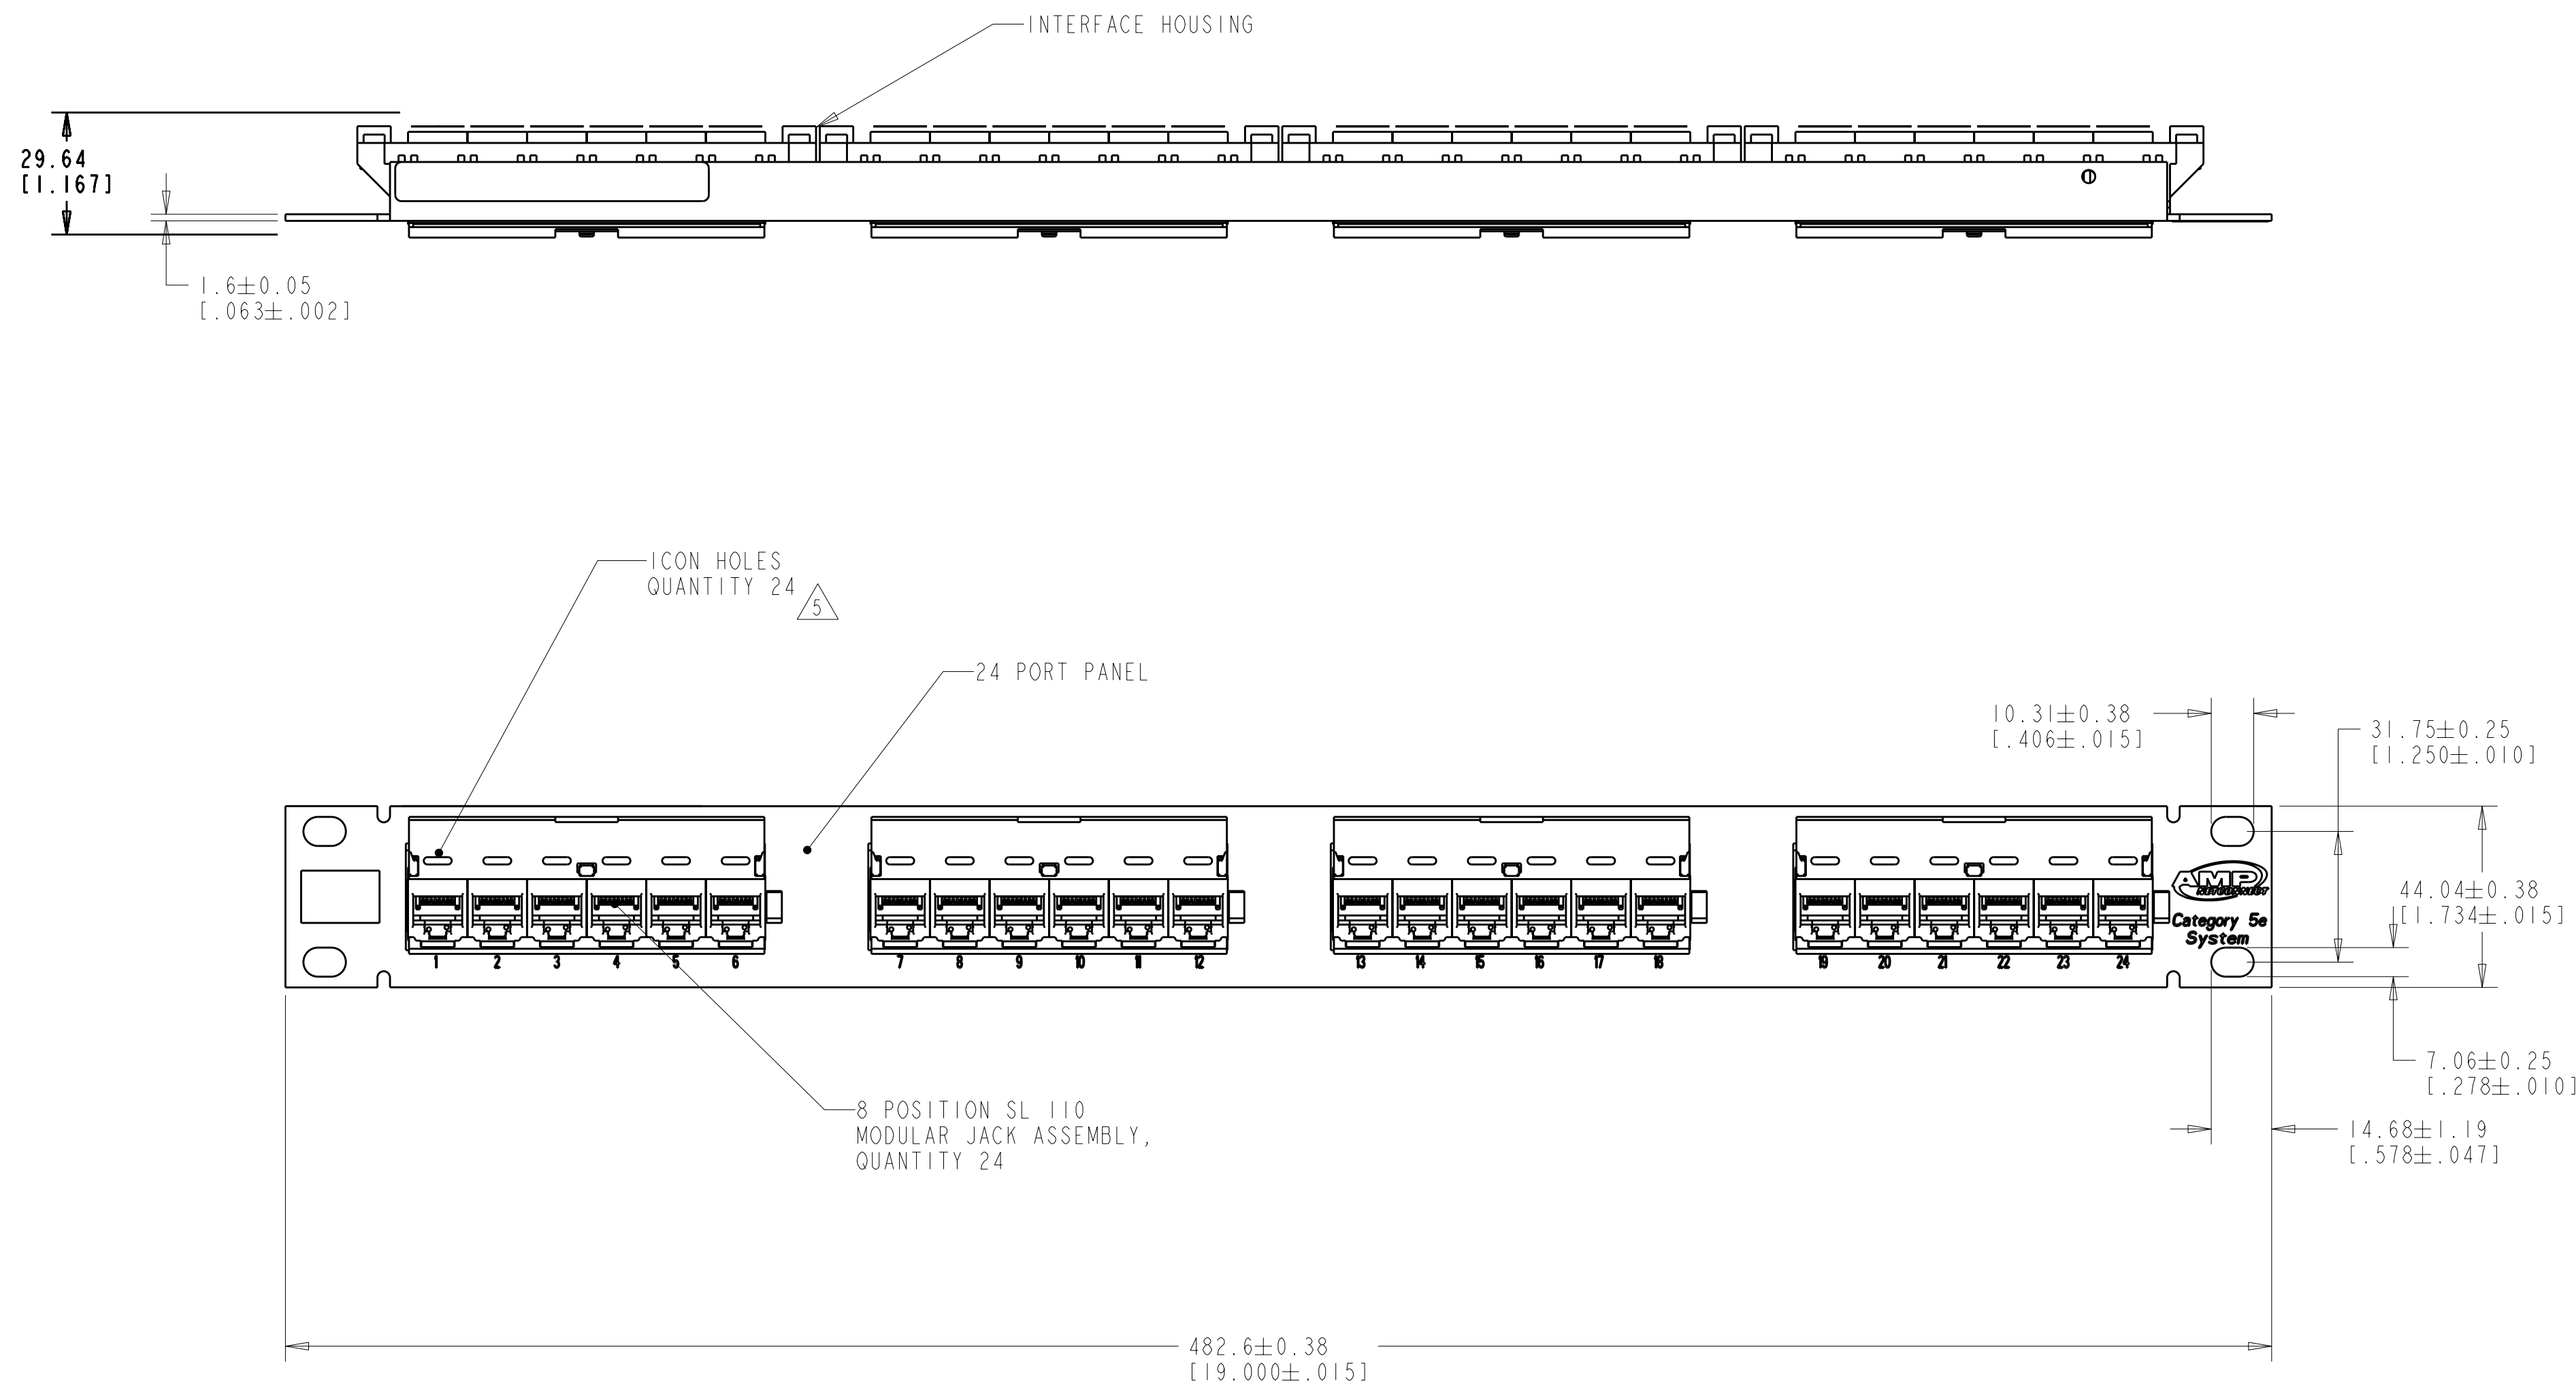 INTERFACE HOUSING
29.64
[1.167]
1.6±0.05
[.063±.002]
ICON HOLES
QUANTITY 24
5
24 PORT PANEL
10.31±0.38
[.406±.015]
31.75±0.25
[1.250±.010]
44.04±0.38
[1.734±.015]
AMP
NETCONNECT
Category 5e
System
1 2 3 4 5 6 7 8 9 10 11 12 13 14 15 16 17 18 19 20 21 22 23 24
7.06±0.25
[.278±.010]
8 POSITION SL 110
MODULAR JACK ASSEMBLY,
QUANTITY 24
14.68±1.19
[.578±.047]
482.6±0.38
[19.000±.015]